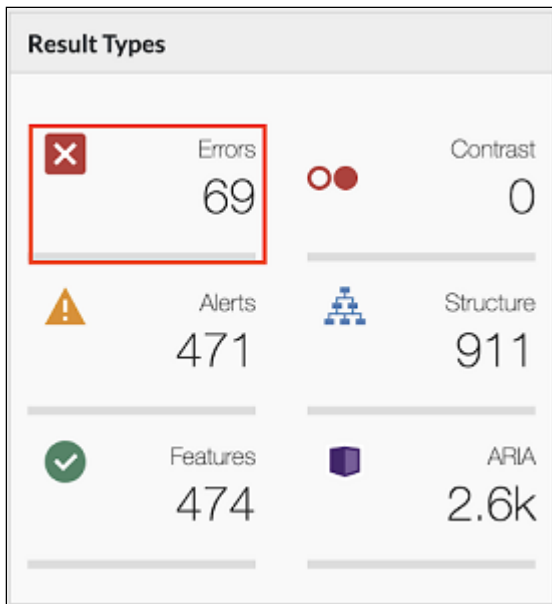 Result Types
Errors
69
Contrast
0
Alerts
471
Structure
911
Features
474
ARIA
2.6k